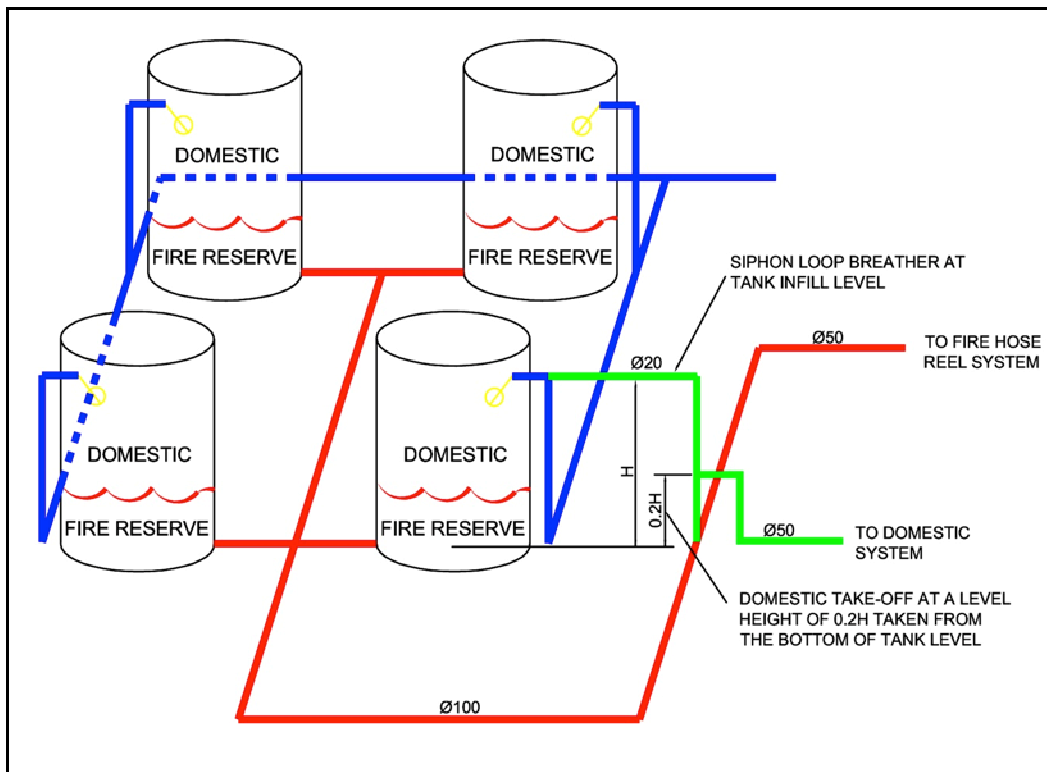 DOMESTIC
DOMESTIC
FIRE RESERVE
FIRE RESERVE
SIPHON LOOP BREATHER AT
TANK INFILL LEVEL
Ø50
TO FIRE HOSE
REEL SYSTEM
Ø20
DOMESTIC
DOMESTIC
H
0.2H
FIRE RESERVE
FIRE RESERVE
Ø50
TO DOMESTIC
SYSTEM
DOMESTIC TAKE-OFF AT A LEVEL
HEIGHT OF 0.2H TAKEN FROM
THE BOTTOM OF TANK LEVEL
Ø100